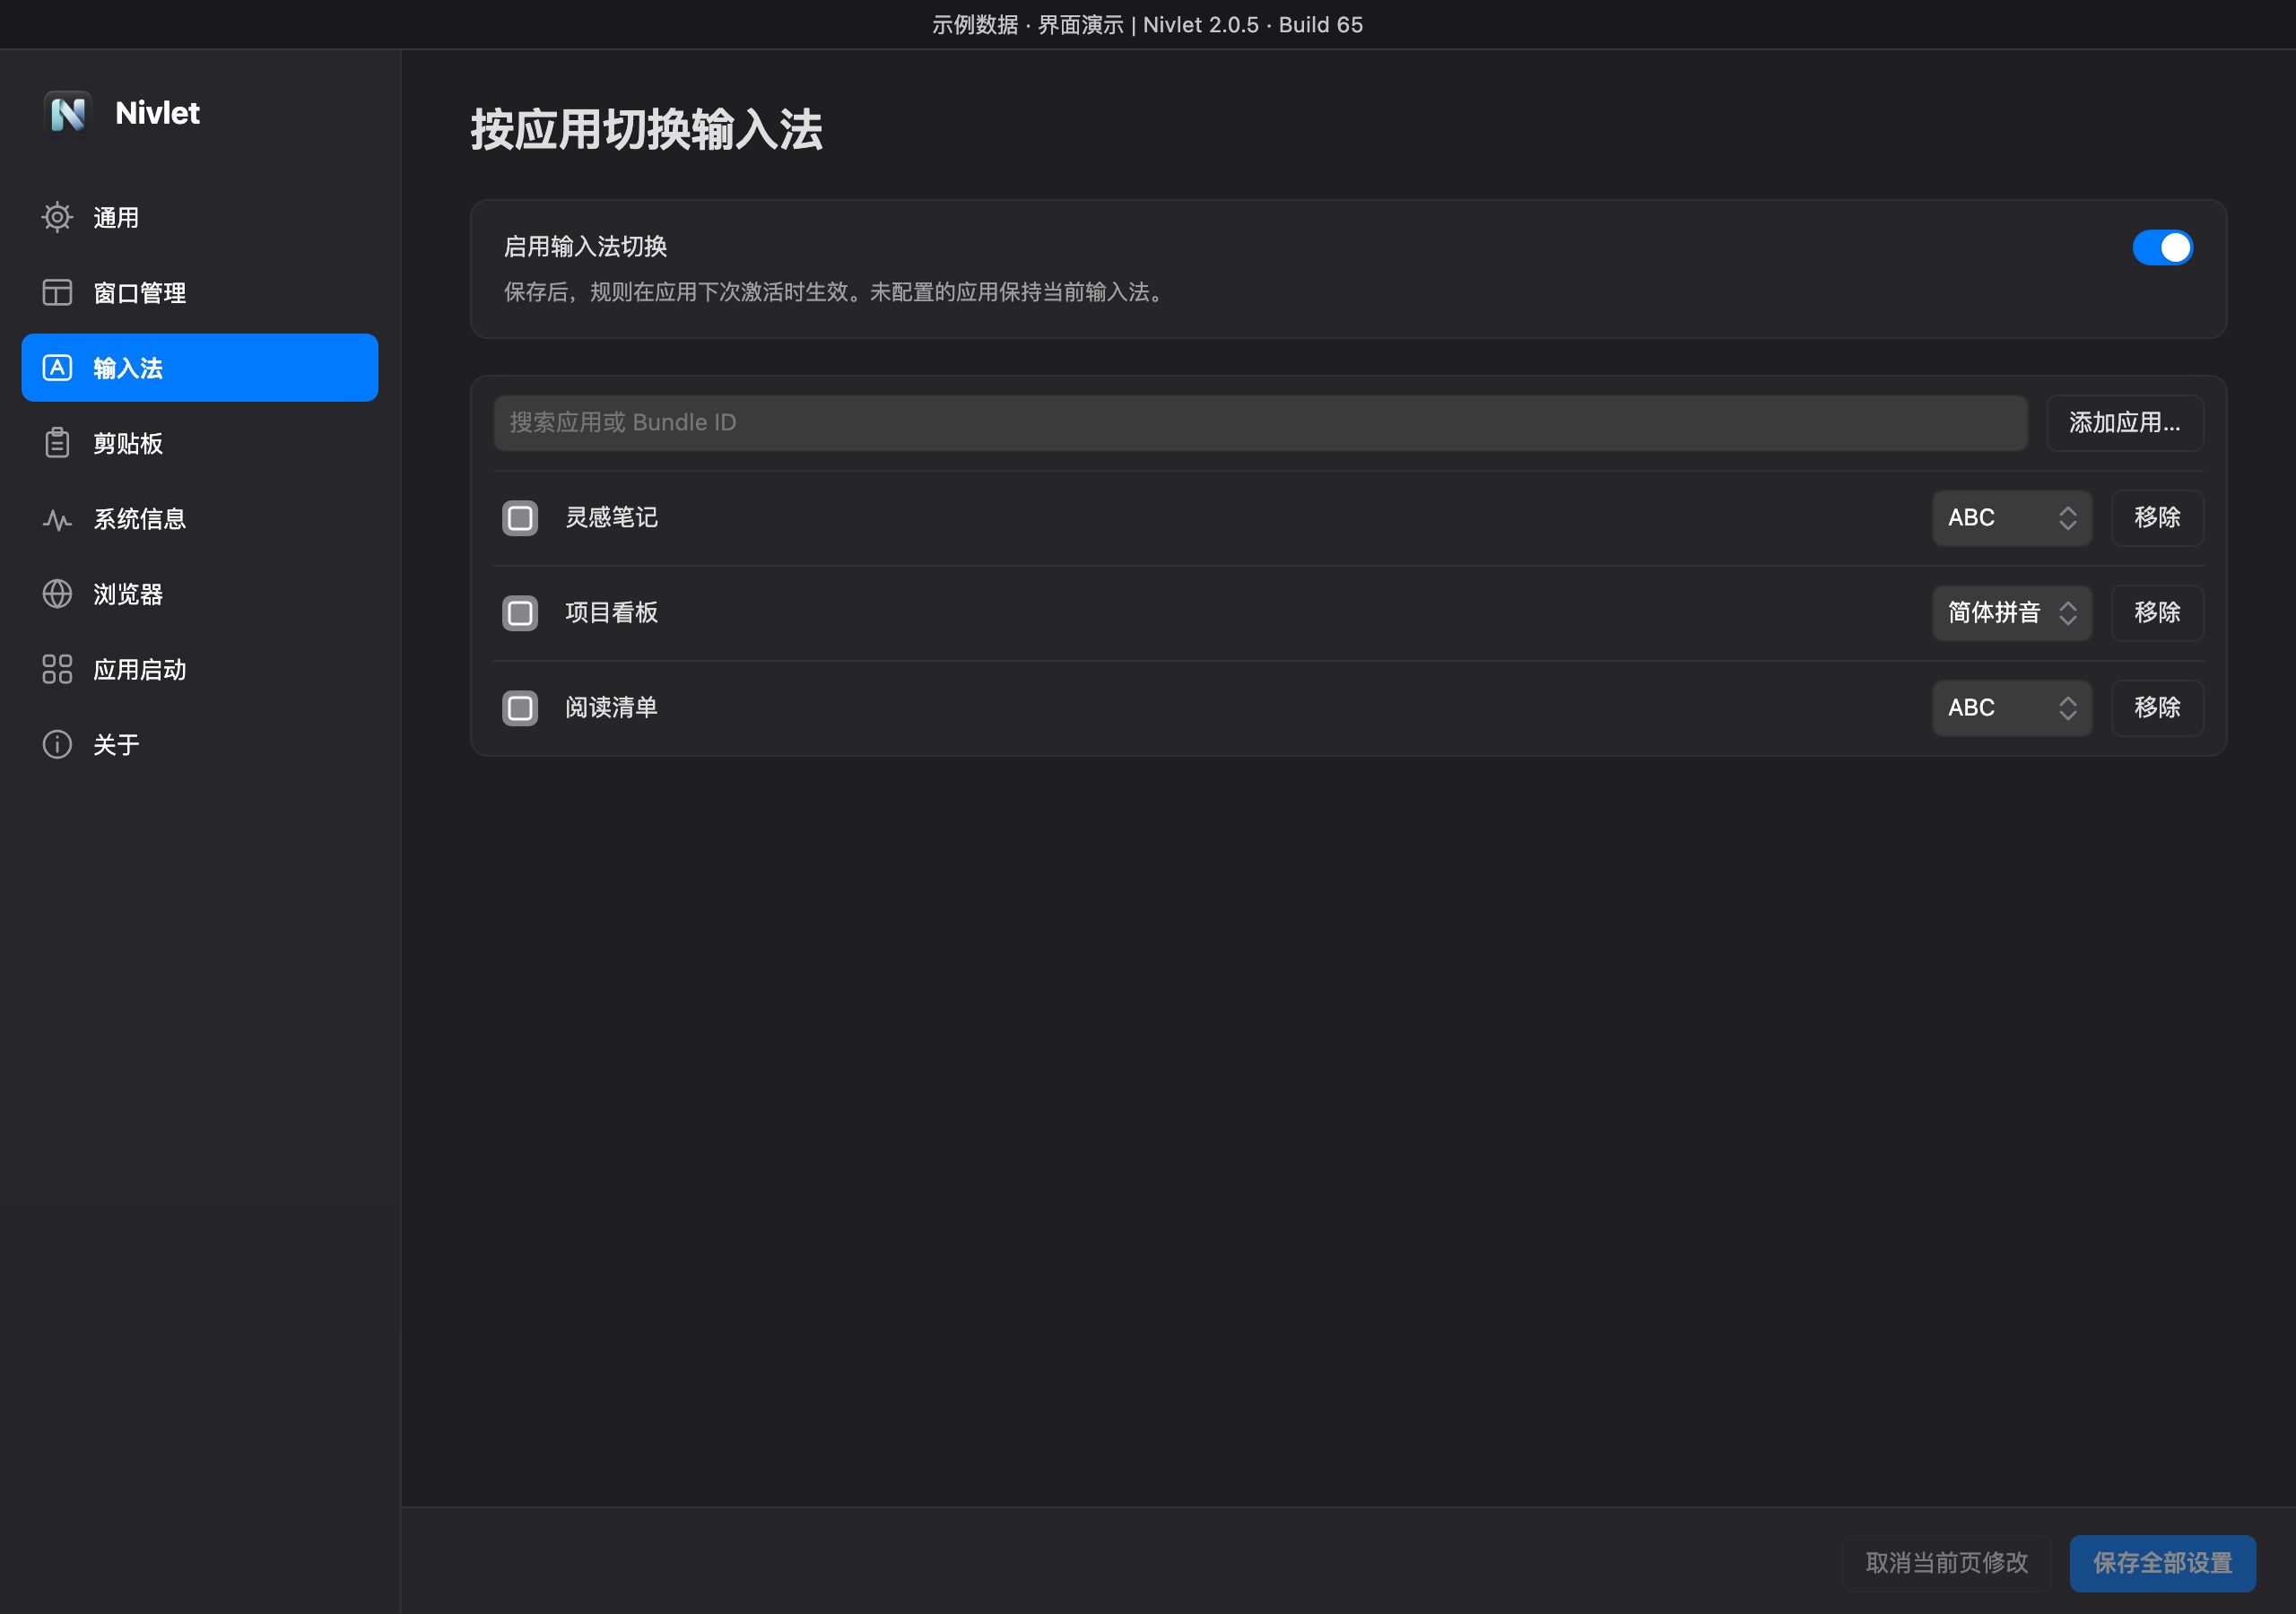 示例数据 · 界面演示 | Nivlet 2.0.5 · Build 65
Nivlet
通用
窗口管理
输入法
剪贴板
系统信息
浏览器
应用启动
关于
按应用切换输入法
启用输入法切换
保存后，规则在应用下次激活时生效。未配置的应用保持当前输入法。
搜索应用或 Bundle ID
添加应用...
灵感笔记
ABC
移除
项目看板
简体拼音
移除
阅读清单
ABC
移除
取消当前页修改
保存全部设置